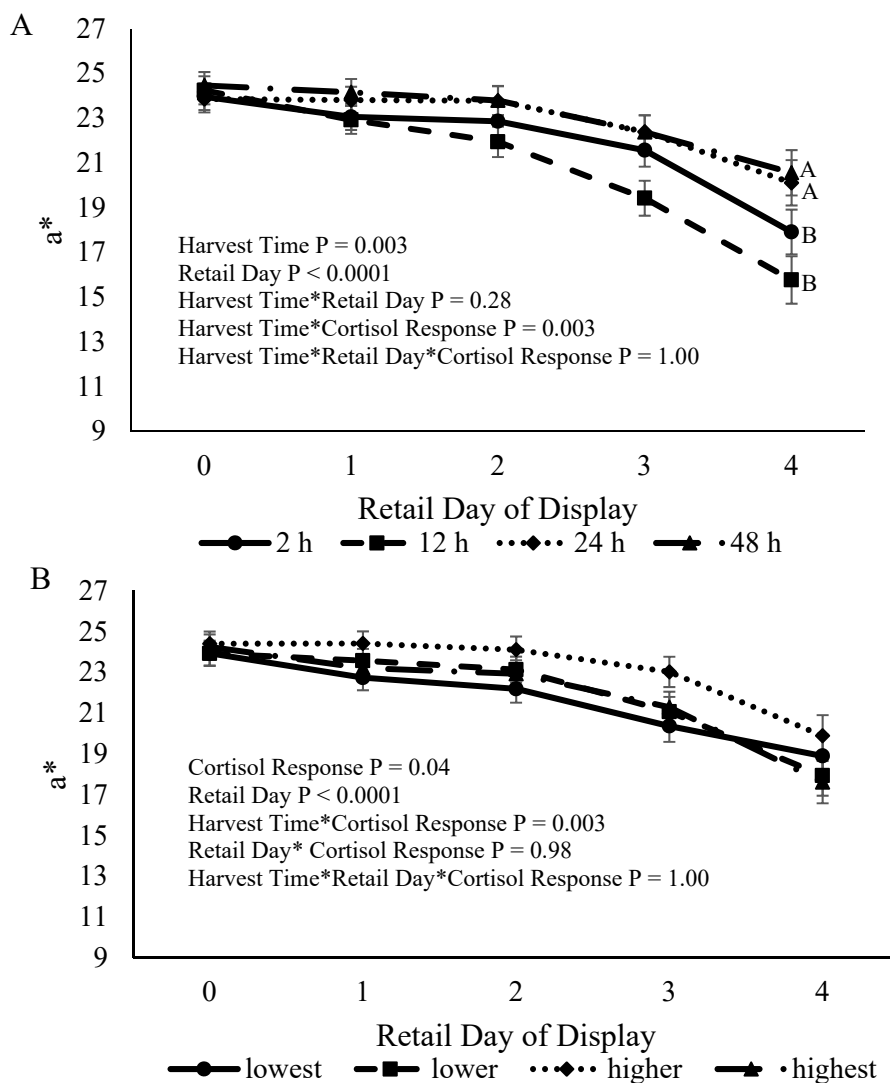 A
27
25
23
21
19
17
15
13
11
9
a*
A
A
B
B
Harvest Time P = 0.003
Retail Day P < 0.0001
Harvest Time*Retail Day P = 0.28
Harvest Time*Cortisol Response P = 0.003
Harvest Time*Retail Day*Cortisol Response P = 1.00
0 1 2 3 4
Retail Day of Display
2 h 12 h 24 h 48 h
B
27
25
23
21
19
17
15
13
11
9
a*
Cortisol Response P = 0.04
Retail Day P < 0.0001
Harvest Time*Cortisol Response P = 0.003
Retail Day* Cortisol Response P = 0.98
Harvest Time*Retail Day*Cortisol Response P = 1.00
0 1 2 3 4
Retail Day of Display
lowest lower higher highest